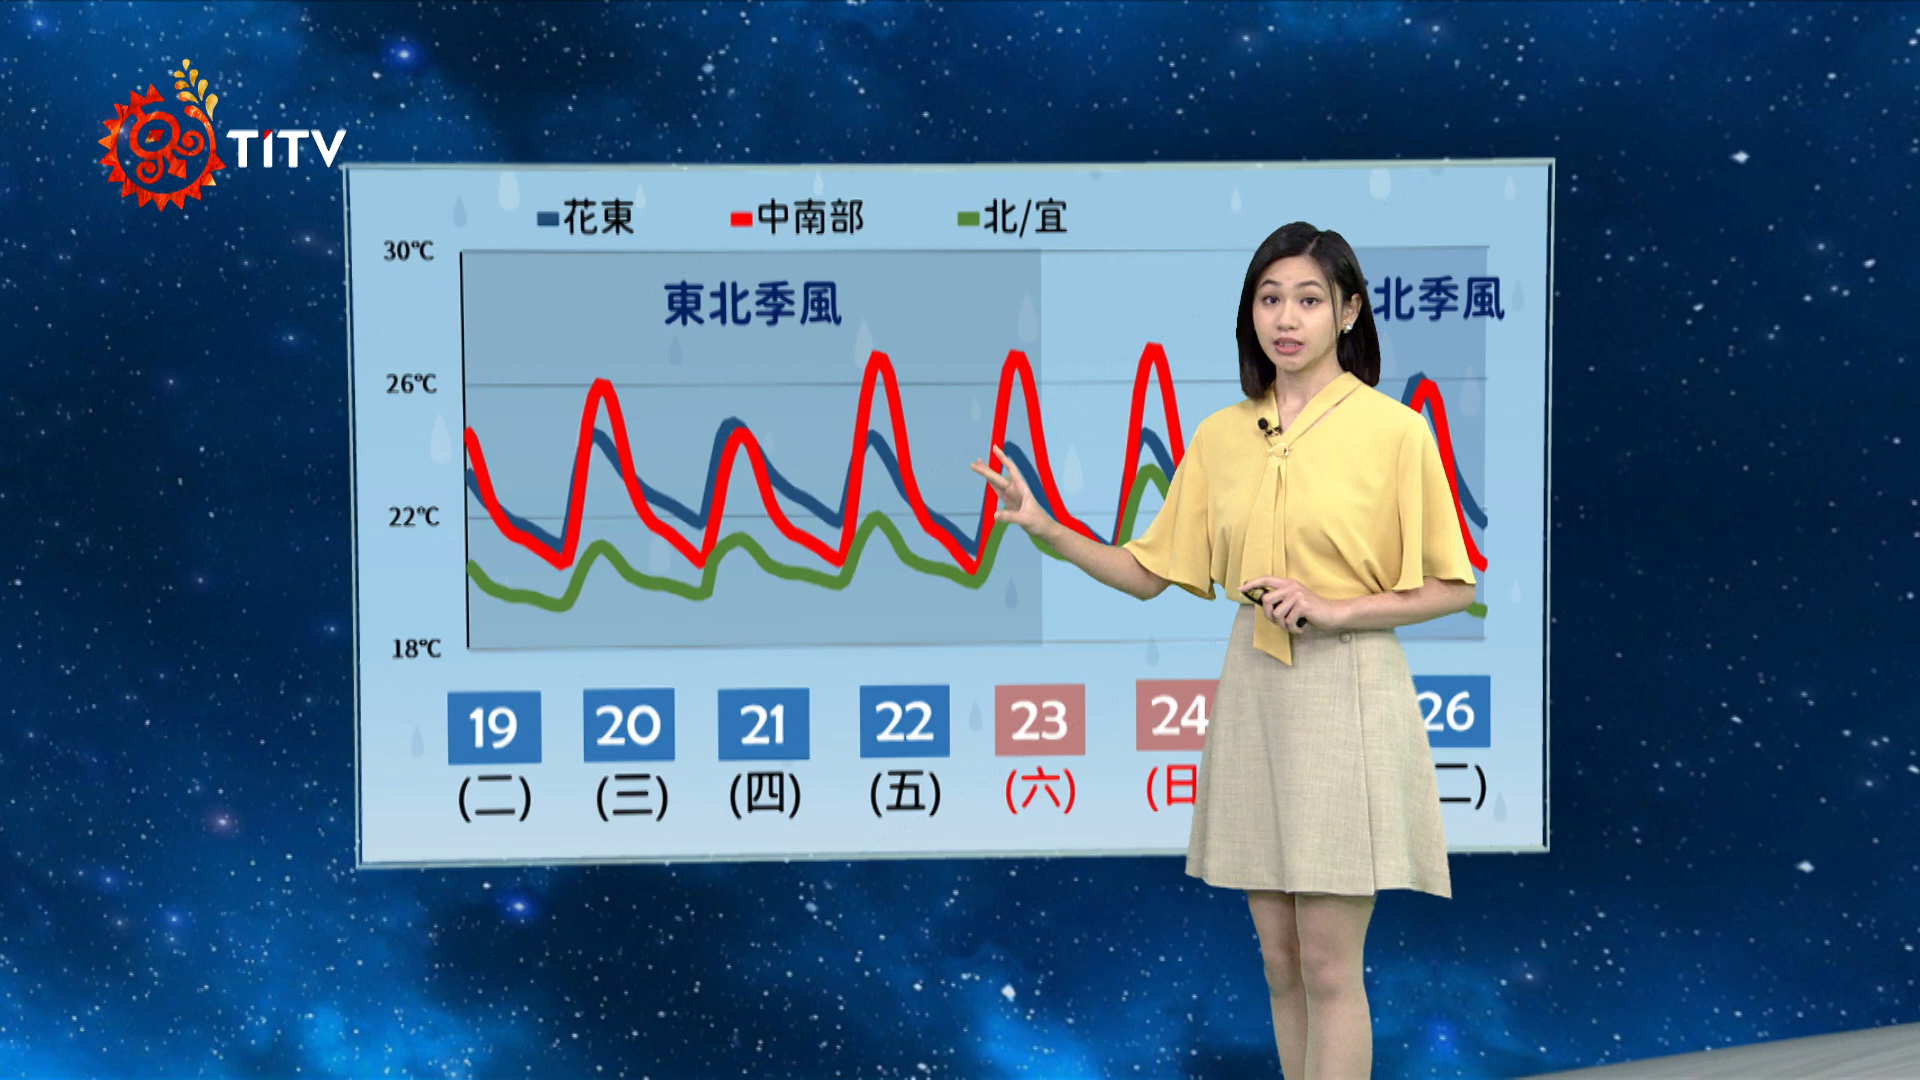 TITV
花東 中南部 北/宜
30℃
東北季風
北季風
26℃
22℃
18℃
19 20 21 22 23 24 26
(二) (三) (四) (五) (六) (日 二)